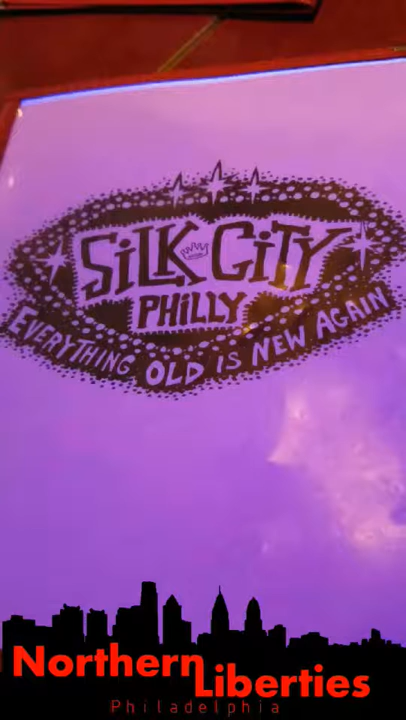 SiLK CiTY
PHiLLY
EVERYTHING OLD IS NEW AGAIN
Northern
Liberties
Philadelphia